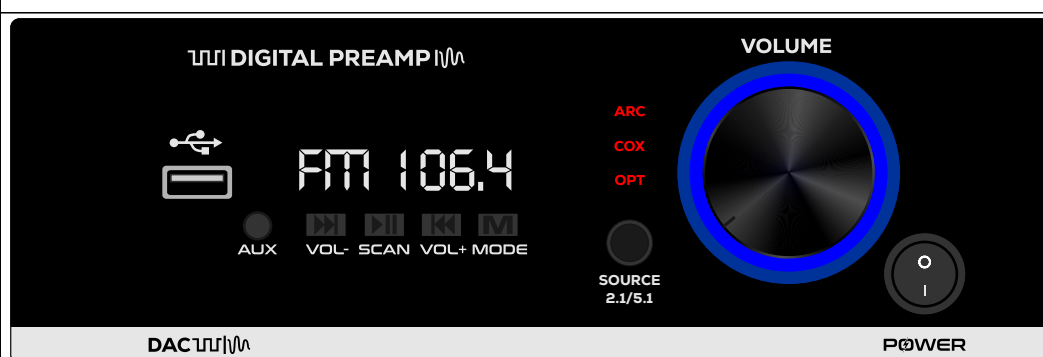 DIGITAL PREAMP
VOLUME
ARC
COX
OPT
FM 106.4
M
AUX
VOL- SCAN VOL+ MODE
SOURCE
2.1/5.1
DAC
POWER